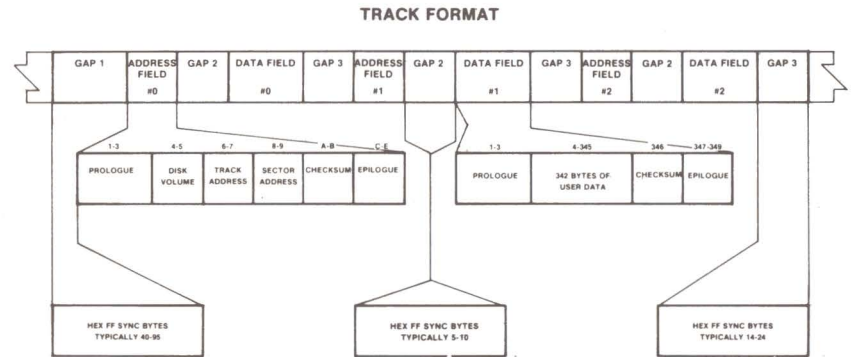 TRACK FORMAT
GAP 1 ADDRESS FIELD #0 GAP 2 DATA FIELD #0 GAP 3 ADDRESS FIELD #1 GAP 2 DATA FIELD #1 GAP 3 ADDRESS FIELD #2 GAP 2 DATA FIELD #2 GAP 3
1-3 4-5 6-7 8-9 A-B C-E
PROLOGUE DISK VOLUME TRACK ADDRESS SECTOR ADDRESS CHECKSUM EPILOGUE
1-3 4-345 346 347-349
PROLOGUE 342 BYTES OF USER DATA CHECKSUM EPILOGUE
HEX FF SYNC BYTES
TYPICALLY 40-95
HEX FF SYNC BYTES
TYPICALLY 5-10
HEX FF SYNC BYTES
TYPICALLY 14-24